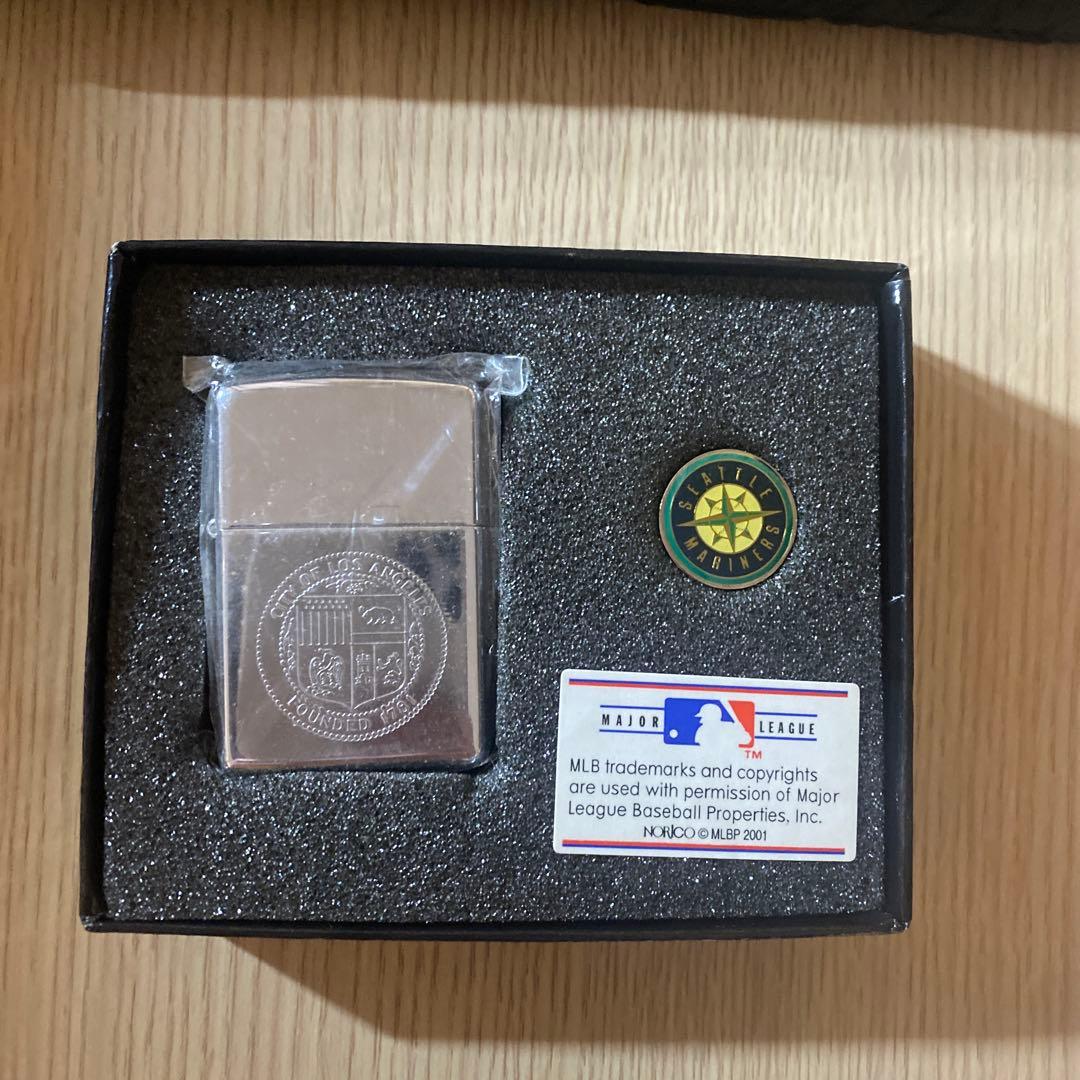 CITY OF LOS ANGELES
FOUNDED 1781
SEATTLE
MARINERS
MAJOR LEAGUE
TM
MLB trademarks and copyrights
are used with permission of Major
League Baseball Properties, Inc.
NORICO © MLBP 2001